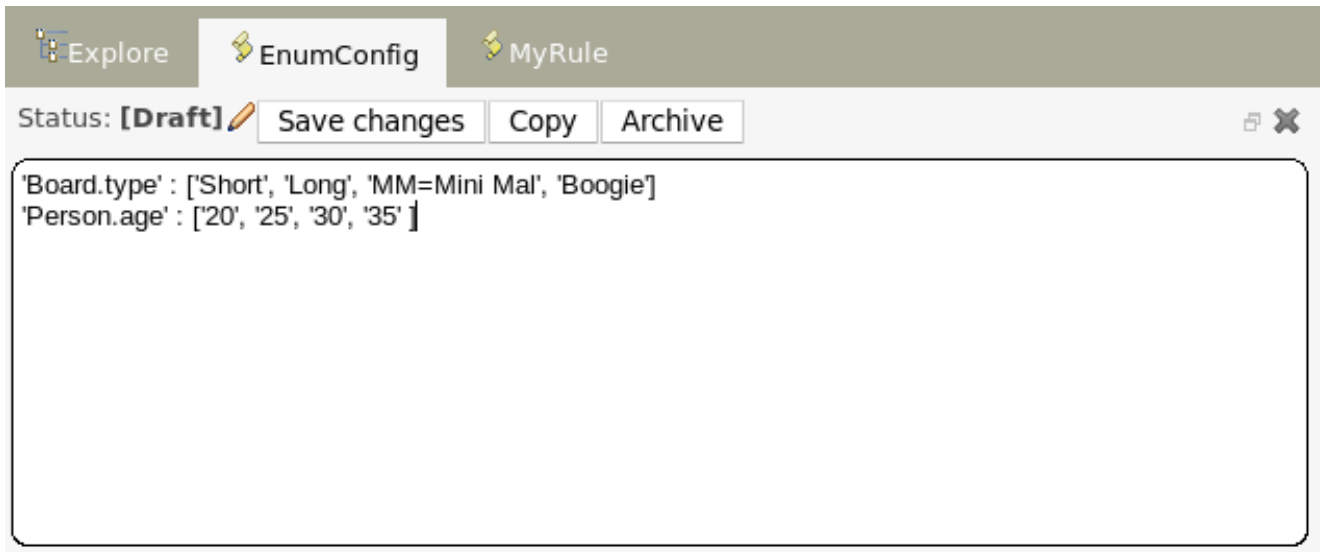 Explore EnumConfig MyRule
Status: [Draft] Save changes Copy Archive
'Board.type' : ['Short', 'Long', 'MM=Mini Mal', 'Boogie']
'Person.age' : ['20', '25', '30', '35' ]